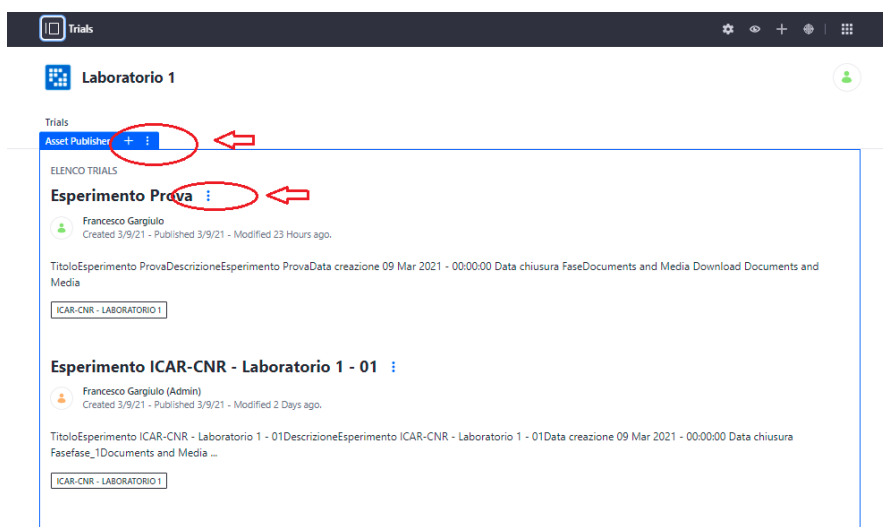 Trials
Laboratorio 1
Trials
Asset Publisher
ELENCO TRIALS
Esperimento Prova
Francesco Gargiulo
Created 3/9/21 - Published 3/9/21 - Modified 23 Hours ago.
TitoloEsperimento ProvaDescrizioneEsperimento ProvaData creazione 09 Mar 2021 - 00:00:00 Data chiusura FaseDocuments and Media Download Documents and
Media
ICAR-CNR - LABORATORIO 1
Esperimento ICAR-CNR - Laboratorio 1 - 01
Francesco Gargiulo (Admin)
Created 3/9/21 - Published 3/9/21 - Modified 2 Days ago.
TitoloEsperimento ICAR-CNR - Laboratorio 1 - 01DescrizioneEsperimento ICAR-CNR - Laboratorio 1 - 01Data creazione 09 Mar 2021 - 00:00:00 Data chiusura
Fasefase_1Documents and Media ...
ICAR-CNR - LABORATORIO 1